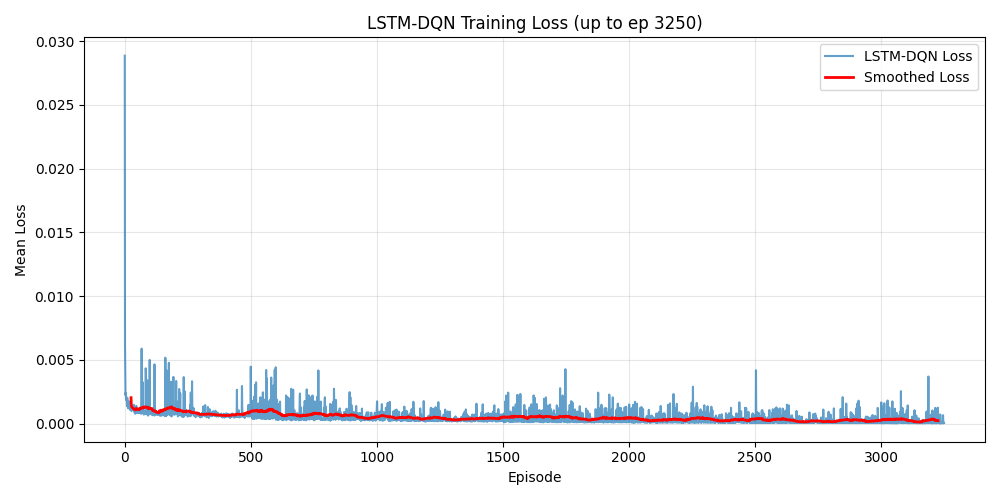 LSTM-DQN Training Loss (up to ep 3250)
LSTM-DQN Loss
Smoothed Loss
Mean Loss
0.030
0.025
0.020
0.015
0.010
0.005
0.000
0 500 1000 1500 2000 2500 3000
Episode